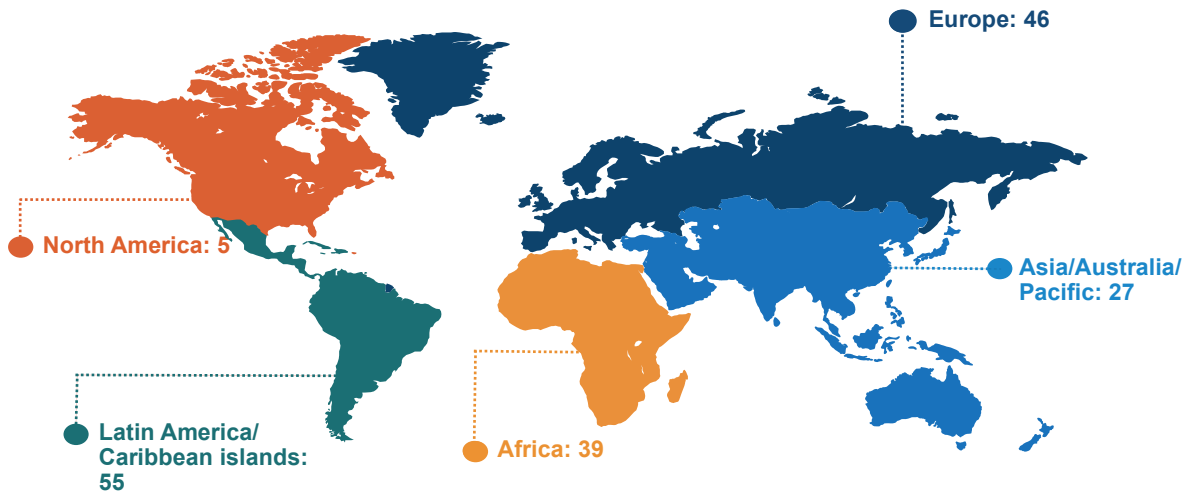 Europe: 46
North America: 5
Asia/Australia/
Pacific: 27
Latin America/
Caribbean islands:
55
Africa: 39